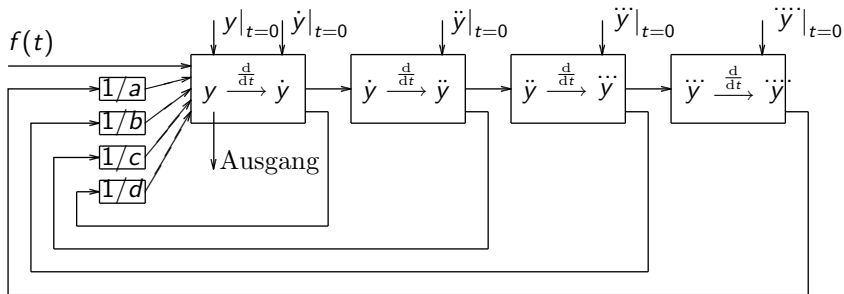 f(t)
y|t=0 ẏ|t=0 ÿ|t=0 y⃛|t=0 y⃜|t=0
1/a
1/b
1/c
1/d
y d/dt → ẏ
ẏ d/dt → ÿ
ÿ d/dt → y⃛
y⃛ d/dt → y⃜
Ausgang